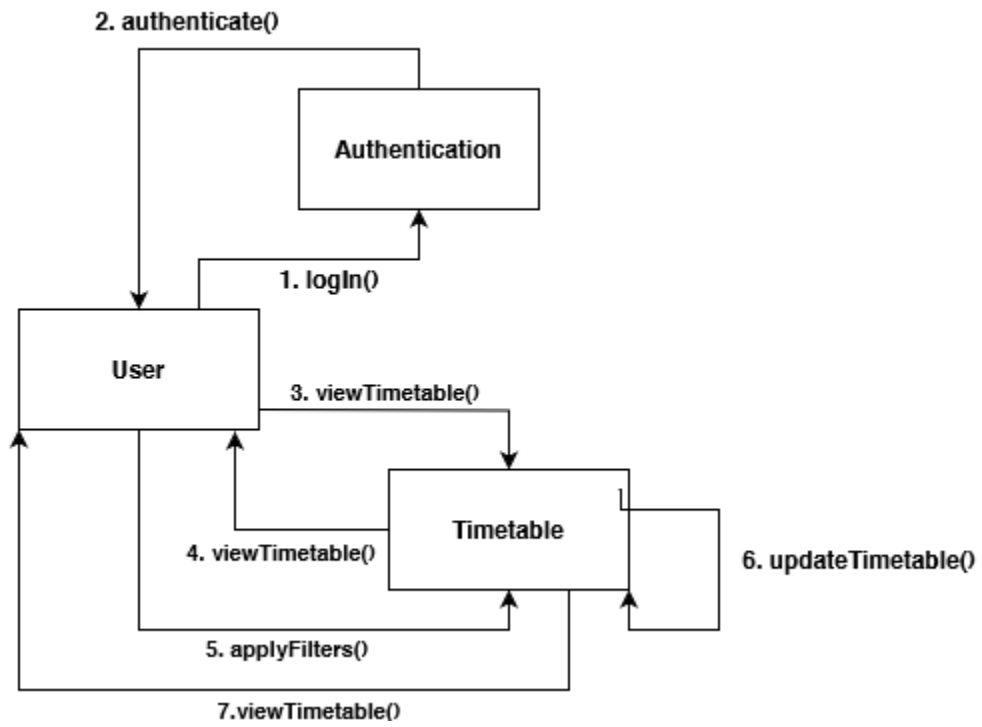 2. authenticate()
Authentication
1. logIn()
User
3. viewTimetable()
Timetable
4. viewTimetable()
6. updateTimetable()
5. applyFilters()
7.viewTimetable()